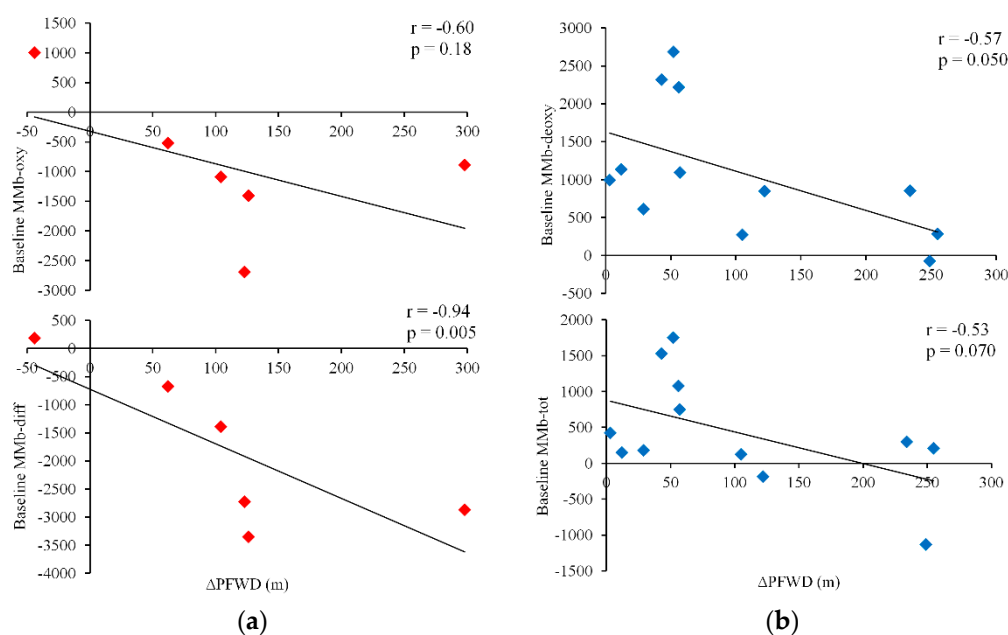 r = -0.60
p = 0.18
1500
1000
500
0
-500
-1000
-1500
-2000
-2500
-3000
-50 0 50 100 150 200 250 300
Baseline MMb-oxy
r = -0.94
p = 0.005
500
0
-500
-1000
-1500
-2000
-2500
-3000
-3500
-4000
-50 0 50 100 150 200 250 300
Baseline MMb-diff
ΔPFWD (m)
(a)
r = -0.57
p = 0.050
3000
2500
2000
1500
1000
500
0
-500
0 50 100 150 200 250 300
Baseline MMb-deoxy
r = -0.53
p = 0.070
2000
1500
1000
500
0
-500
-1000
-1500
0 50 100 150 200 250 300
Baseline MMb-tot
ΔPFWD (m)
(b)